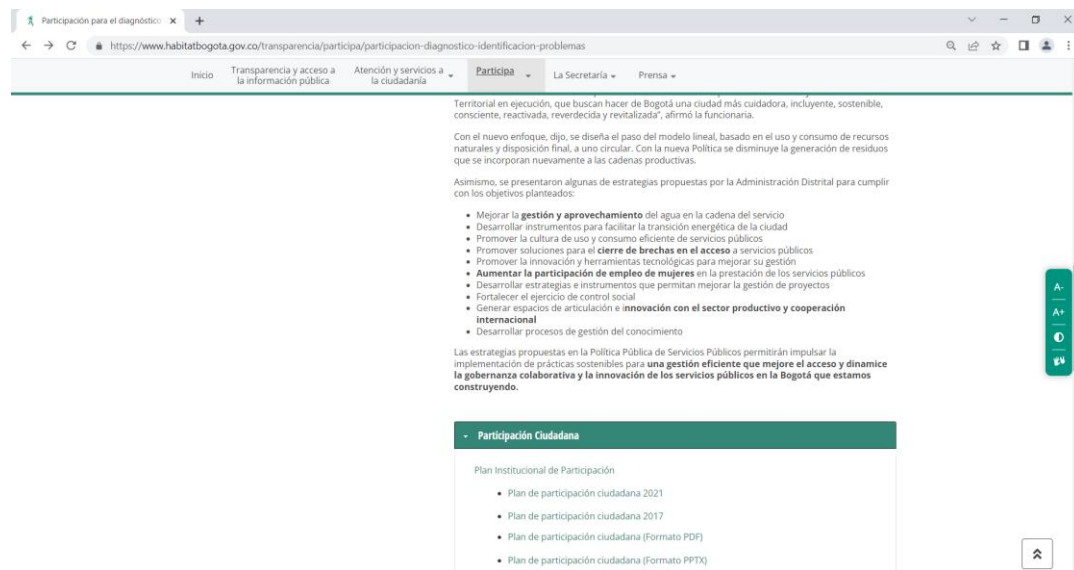 Participación para el diagnóstico
https://www.habitatbogota.gov.co/transparencia/participa/participacion-diagnostico-identificacion-problemas
Inicio
Transparencia y acceso a
la información pública
Atención y servicios a
la ciudadanía
Participa
La Secretaría
Prensa
Territorial en ejecución, que buscan hacer de Bogotá una ciudad más cuidadora, incluyente, sostenible,
consciente, reactivada, reverdecida y revitalizada", afirmó la funcionaria.
Con el nuevo enfoque, dijo, se diseña el paso del modelo lineal, basado en el uso y consumo de recursos
naturales y disposición final, a uno circular. Con la nueva Política se disminuye la generación de residuos
que se incorporan nuevamente a las cadenas productivas.
Asimismo, se presentaron algunas de estrategias propuestas por la Administración Distrital para cumplir
con los objetivos planteados:
• Mejorar la gestión y aprovechamiento del agua en la cadena del servicio
• Desarrollar instrumentos para facilitar la transición energética de la ciudad
• Promover la cultura de uso y consumo eficiente de servicios públicos
• Promover soluciones para el cierre de brechas en el acceso a servicios públicos
• Promover la innovación y herramientas tecnológicas para mejorar su gestión
• Aumentar la participación de empleo de mujeres en la prestación de los servicios públicos
• Desarrollar estrategias e instrumentos que permitan mejorar la gestión de proyectos
• Fortalecer el ejercicio de control social
• Generar espacios de articulación e innovación con el sector productivo y cooperación
internacional
• Desarrollar procesos de gestión del conocimiento
Las estrategias propuestas en la Política Pública de Servicios Públicos permitirán impulsar la
implementación de prácticas sostenibles para una gestión eficiente que mejore el acceso y dinamice
la gobernanza colaborativa y la innovación de los servicios públicos en la Bogotá que estamos
construyendo.
A-
A+
- Participación Ciudadana
Plan Institucional de Participación
• Plan de participación ciudadana 2021
• Plan de participación ciudadana 2017
• Plan de participación ciudadana (Formato PDF)
• Plan de participación ciudadana (Formato PPTX)